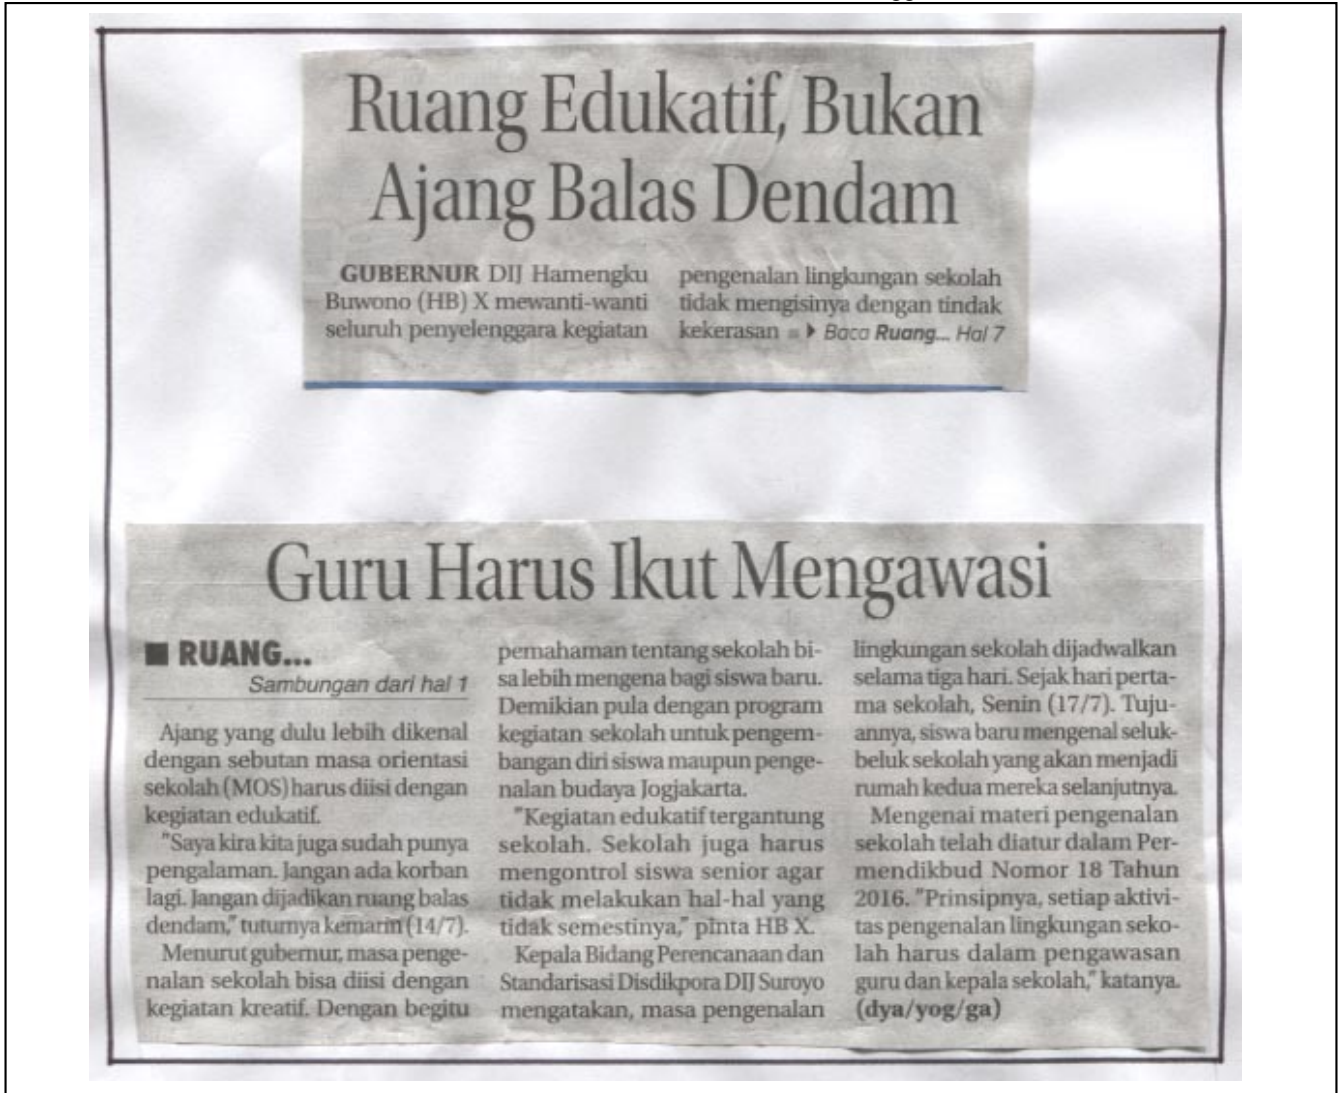 Ruang Edukatif, Bukan
Ajang Balas Dendam
GUBERNUR DIJ Hamengku
Buwono (HB) X mewanti-wanti
seluruh penyelenggara kegiatan
pengenalan lingkungan sekolah
tidak mengisinya dengan tindak
kekerasan Baca Ruang... Hal 7
Guru Harus Ikut Mengawasi
RUANG...
Sambungan dari hal 1
Ajang yang dulu lebih dikenal
dengan sebutan masa orientasi
sekolah (MOS) harus diisi dengan
kegiatan edukatif.
"Saya kira kita juga sudah punya
pengalaman. Jangan ada korban
lagi. Jangan dijadikan ruang balas
dendam," tuturnya kemarin (14/7).
Menurut gubernur, masa penge-
nalan sekolah bisa diisi dengan
kegiatan kreatif. Dengan begitu
pemahaman tentang sekolah bi-
sa lebih mengena bagi siswa baru.
Demikian pula dengan program
kegiatan sekolah untuk pengem-
bangan diri siswa maupun penge-
nalan budaya Jogjakarta.
"Kegiatan edukatif tergantung
sekolah. Sekolah juga harus
mengontrol siswa senior agar
tidak melakukan hal-hal yang
tidak semestinya," pinta HB X.
Kepala Bidang Perencanaan dan
Standarisasi Disdikpora DIJ Suroyo
mengatakan, masa pengenalan
lingkungan sekolah dijadwalkan
selama tiga hari. Sejak hari perta-
ma sekolah, Senin (17/7). Tuju-
annya, siswa baru mengenal seluk-
beluk sekolah yang akan menjadi
rumah kedua mereka selanjutnya.
Mengenai materi pengenalan
sekolah telah diatur dalam Per-
mendikbud Nomor 18 Tahun
2016. "Prinsipnya, setiap aktivi-
tas pengenalan lingkungan seko-
lah harus dalam pengawasan
guru dan kepala sekolah," katanya.
(dya/yog/ga)